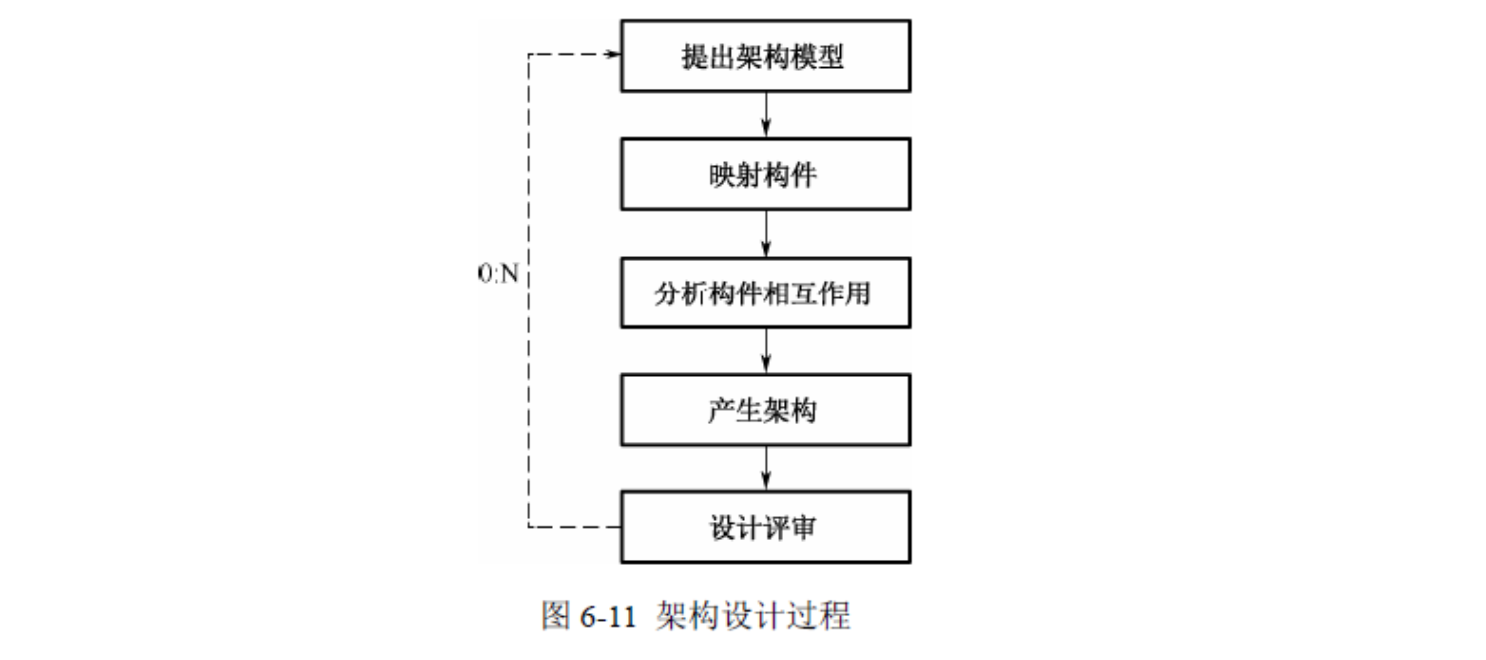 提出架构模型
映射构件
0:N
分析构件相互作用
产生架构
设计评审
图 6-11 架构设计过程